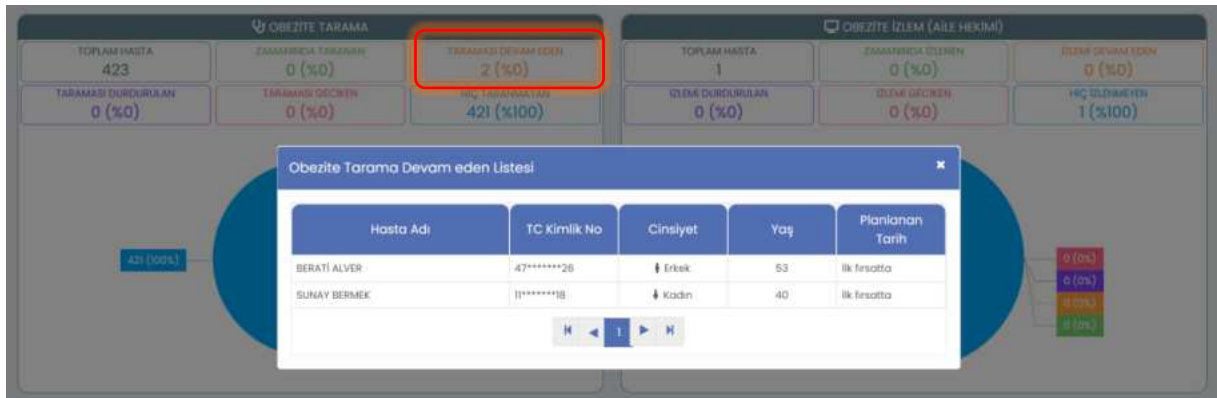 OBEZİTE TARAMA
TOPLAM HASTA
423
ZAMANINDA TARANAN
0 (%0)
TARAMASI DEVAM EDEN
2 (%0)
TARAMASI DURDURULAN
0 (%0)
TARAMASI GECİKEN
0 (%0)
HİÇ TARANMAYAN
421 (%100)
OBEZİTE İZLEM (AİLE HEKİMİ)
TOPLAM HASTA
1
ZAMANINDA İZLENEN
0 (%0)
İZLEMİ DEVAM EDEN
0 (%0)
İZLEMİ DURDURULAN
0 (%0)
İZLEMİ GECİKEN
0 (%0)
HİÇ İZLENMEYEN
1 (%100)
Obezite Tarama Devam eden Listesi
Hasta Adı TC Kimlik No Cinsiyet Yaş Planlanan Tarih
BERATİ ALVER 47*******26 Erkek 53 İlk fırsatta
SUNAY BERMEK 11*******18 Kadın 40 İlk fırsatta
1
421 (100%)
0 (0%)
0 (0%)
0 (0%)
0 (0%)